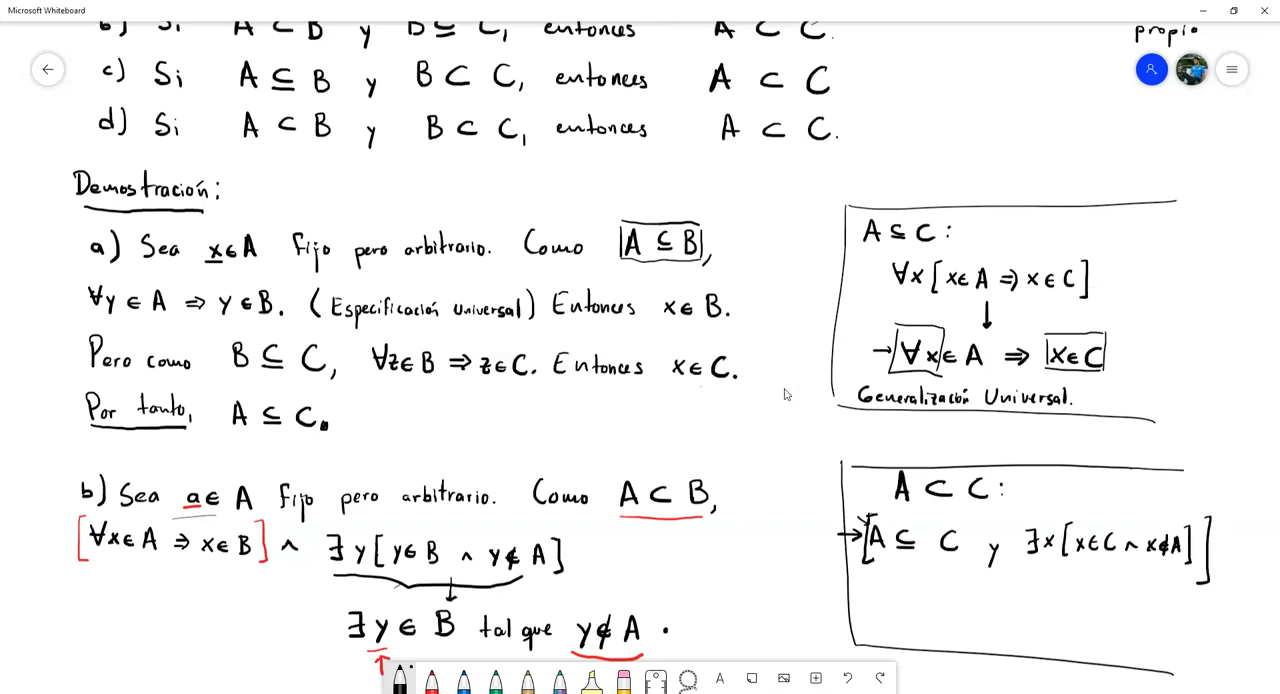 Microsoft Whiteboard
b) Si A ⊂ B y B ⊆ C, entonces A ⊂ C.
propio
c) Si A ⊆ B y B ⊂ C, entonces A ⊂ C
d) Si A ⊂ B y B ⊂ C, entonces A ⊂ C.
Demostración:
a) Sea x∈A fijo pero arbitrario. Como A ⊆ B,
∀y ∈ A ⇒ y ∈ B. (Especificación universal) Entonces x ∈ B.
Pero como B ⊆ C, ∀z∈B ⇒ z∈C. Entonces x ∈ C.
Por tanto, A ⊆ C.
A ⊆ C:
∀x[x∈A ⇒ x∈C]
↓
→ ∀x ∈ A ⇒ x∈C
Generalización Universal.
b) Sea a ∈ A fijo pero arbitrario. Como A ⊂ B,
[∀x∈A ⇒ x∈B] ∧ ∃y[y∈B ∧ y∉A]
∃y ∈ B tal que y∉A.
A ⊂ C:
→[A ⊆ C y ∃x[x∈C ∧ x∉A]]
A